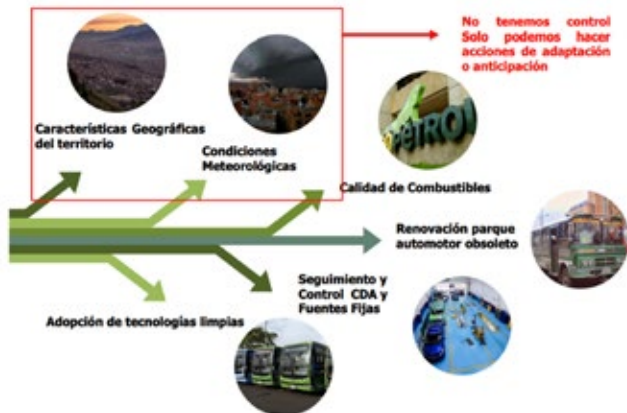 No tenemos control
Solo podemos hacer
acciones de adaptación
o anticipación
Características Geográficas
del territorio
Condiciones
Meteorológicas
PETRO
Calidad de Combustibles
Renovación parque
automotor obsoleto
Seguimiento y
Control CDA y
Fuentes Fijas
Adopción de tecnologías limpias